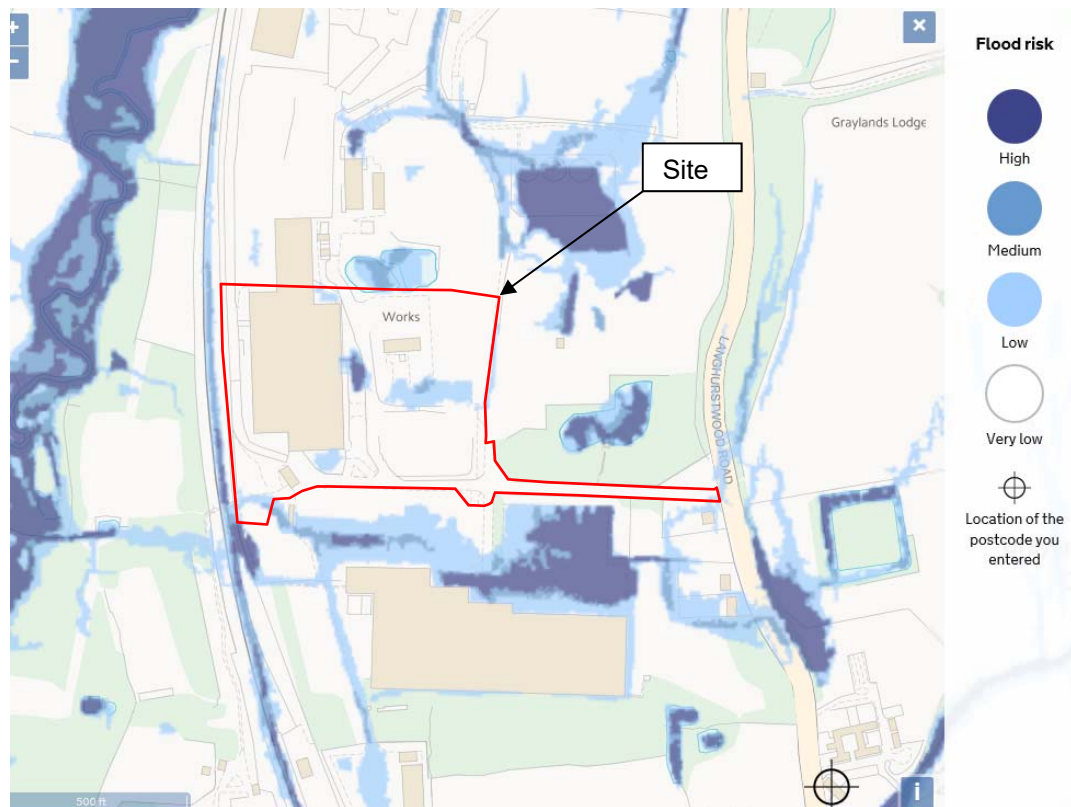 +
−
×
Flood risk
High
Medium
Low
Very low
Location of the
postcode you
entered
Graylands Lodge
Site
Works
LANGHURSTWOOD ROAD
500 ft
i